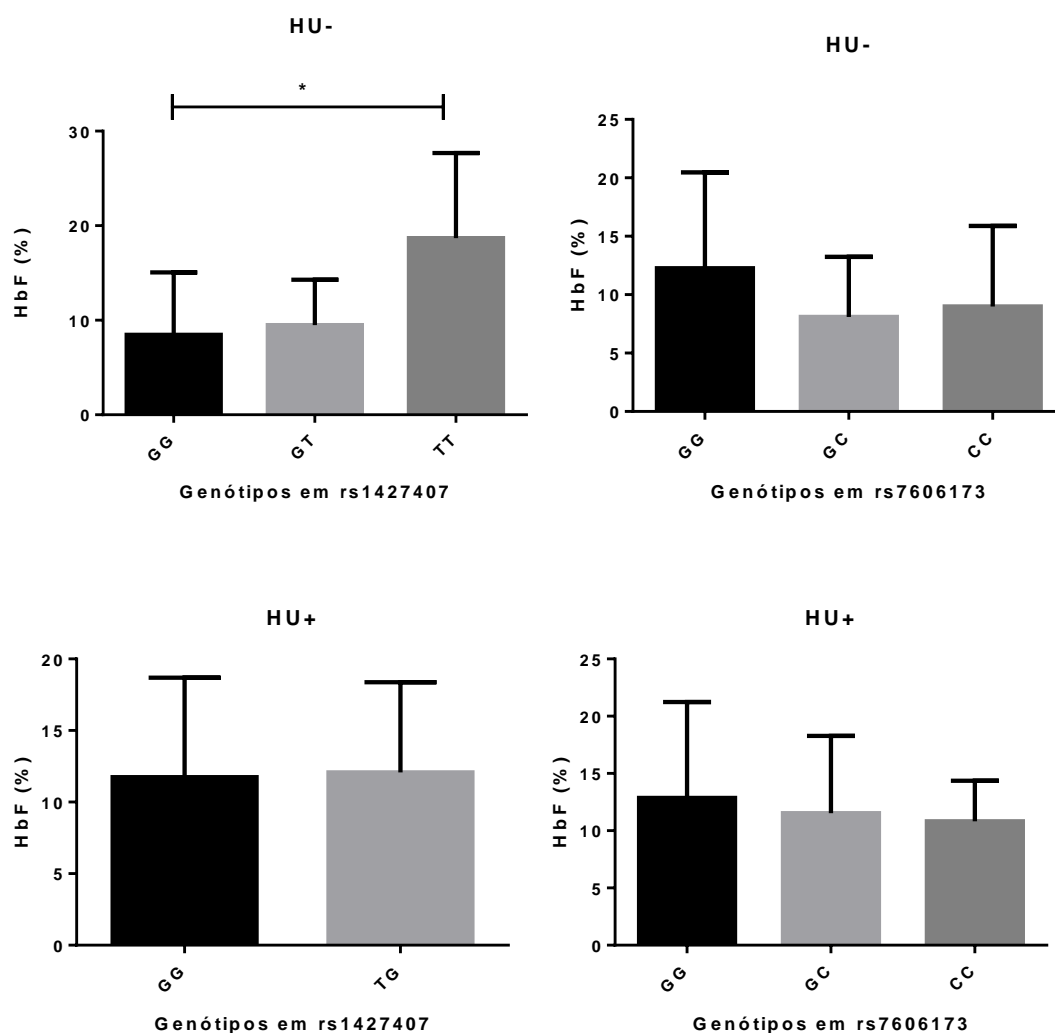 HU-
*
30
20
10
0
HbF (%)
GG
GT
TT
Genótipos em rs1427407
HU-
25
20
15
10
5
0
HbF (%)
GG
GC
CC
Genótipos em rs7606173
HU+
20
15
10
5
0
HbF (%)
GG
TG
Genótipos em rs1427407
HU+
25
20
15
10
5
0
HbF (%)
GG
GC
CC
Genótipos em rs7606173